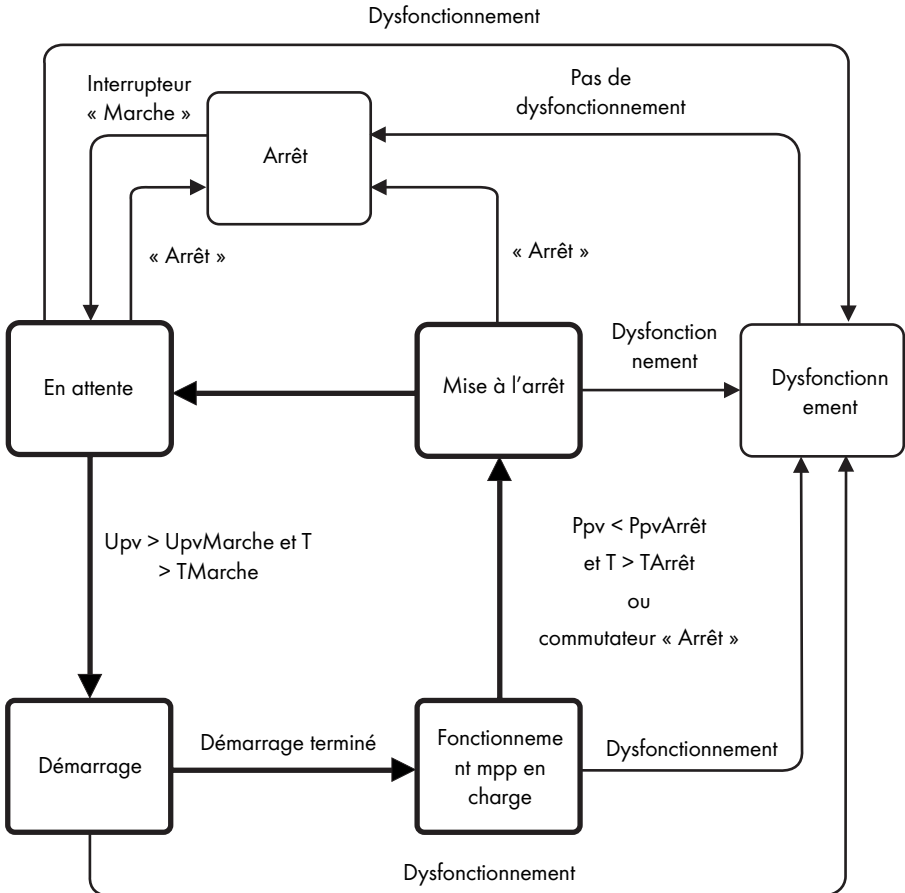 Dysfonctionnement
Interrupteur
« Marche »
Pas de
dysfonctionnement
Arrêt
« Arrêt »
« Arrêt »
Dysfonction
nement
En attente
Mise à l'arrêt
Dysfonctionn
ement
Upv > UpvMarche et T
> TMarche
Ppv < PpvArrêt
et T > TArrêt
ou
commutateur « Arrêt »
Démarrage
Démarrage terminé
Fonctionneme
nt mpp en
charge
Dysfonctionnement
Dysfonctionnement